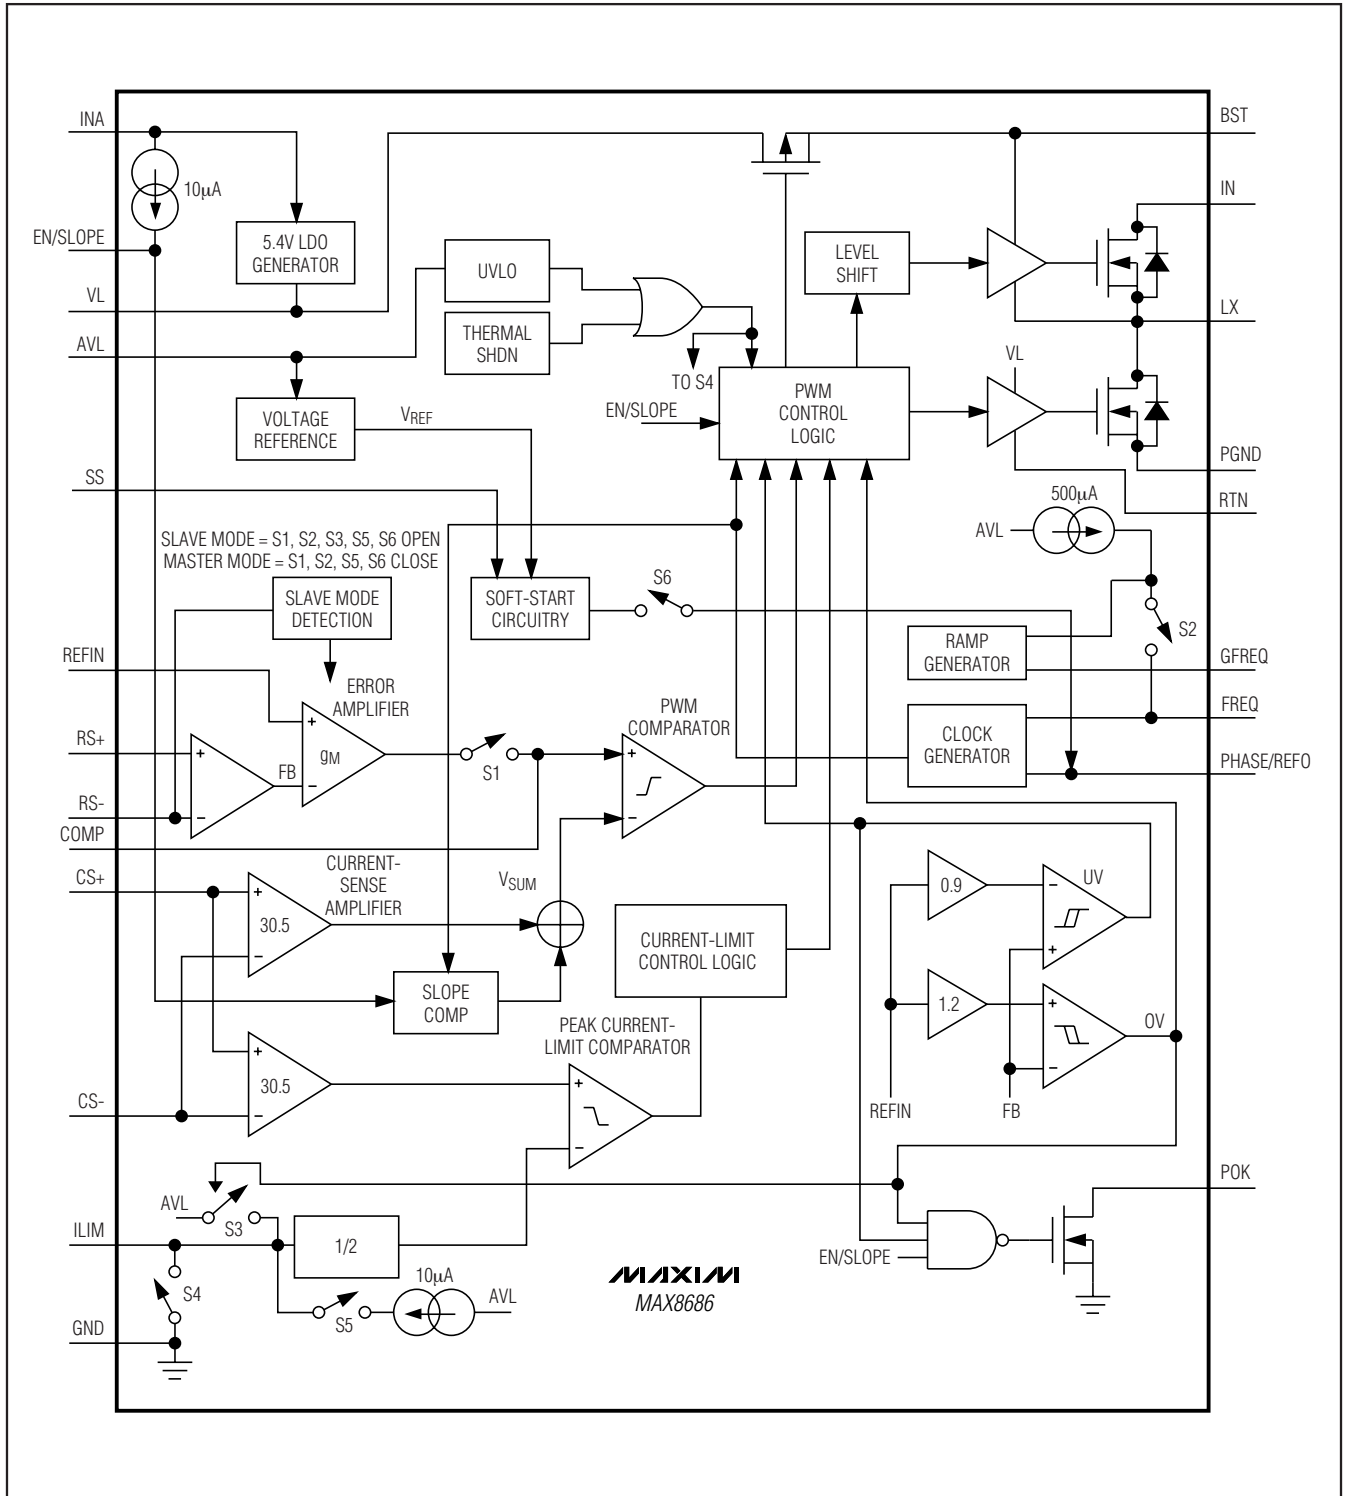 INA
BST
10μA
IN
EN/SLOPE
5.4V LDO
GENERATOR
UVLO
LEVEL
SHIFT
VL
LX
THERMAL
SHDN
AVL
TO S4
VL
PWM
CONTROL
LOGIC
EN/SLOPE
VOLTAGE
REFERENCE
VREF
PGND
SS
500μA
RTN
AVL
SLAVE MODE = S1, S2, S3, S5, S6 OPEN
MASTER MODE = S1, S2, S5, S6 CLOSE
SLAVE MODE
DETECTION
SOFT-START
CIRCUITRY
S6
S2
RAMP
GENERATOR
REFIN
GFREQ
ERROR
AMPLIFIER
PWM
COMPARATOR
FREQ
CLOCK
GENERATOR
RS+
+
gM
FB
−
+
S1
+
−
PHASE/REFO
RS-
−
COMP
CURRENT-
SENSE
AMPLIFIER
CS+
+
30.5
−
VSUM
0.9
−
UV
+
CURRENT-LIMIT
CONTROL LOGIC
SLOPE
COMP
1.2
+
OV
−
PEAK CURRENT-
LIMIT COMPARATOR
+
30.5
−
+
−
CS-
REFIN
FB
POK
AVL
S3
ILIM
1/2
EN/SLOPE
S4
10μA
AVL
S5
MAXIM
MAX8686
GND